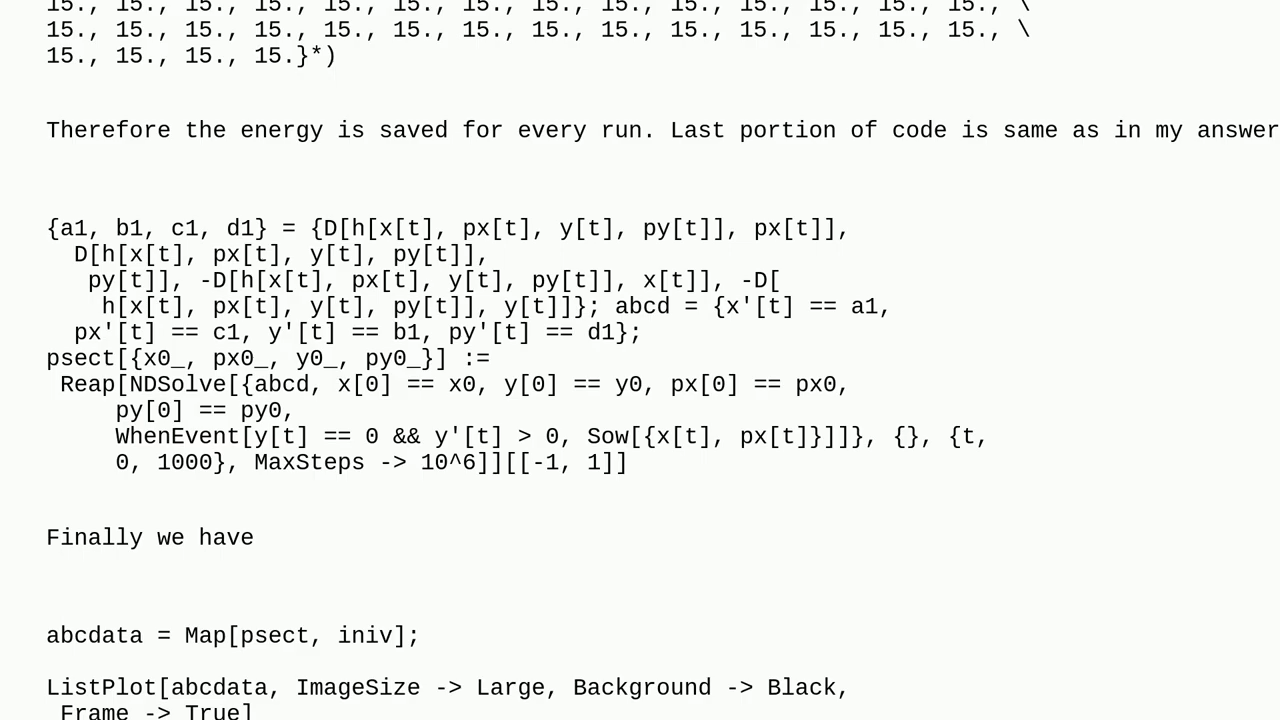 15., 15., 15., 15., 15., 15., 15., 15., 15., 15., 15., 15., 15., 15., \
15., 15., 15., 15., 15., 15., 15., 15., 15., 15., 15., 15., 15., 15., \
15., 15., 15., 15.}*)
Therefore the energy is saved for every run. Last portion of code is same as in my answer
{a1, b1, c1, d1} = {D[h[x[t], px[t], y[t], py[t]], px[t]],
D[h[x[t], px[t], y[t], py[t]],
py[t]], -D[h[x[t], px[t], y[t], py[t]], x[t]], -D[
h[x[t], px[t], y[t], py[t]], y[t]]}; abcd = {x'[t] == a1,
px'[t] == c1, y'[t] == b1, py'[t] == d1};
psect[{x0_, px0_, y0_, py0_}] :=
Reap[NDSolve[{abcd, x[0] == x0, y[0] == y0, px[0] == px0,
py[0] == py0,
WhenEvent[y[t] == 0 && y'[t] > 0, Sow[{x[t], px[t]}]]}, {}, {t,
0, 1000}, MaxSteps -> 10^6]][[-1, 1]]
Finally we have
abcdata = Map[psect, iniv];
ListPlot[abcdata, ImageSize -> Large, Background -> Black,
Frame -> True]